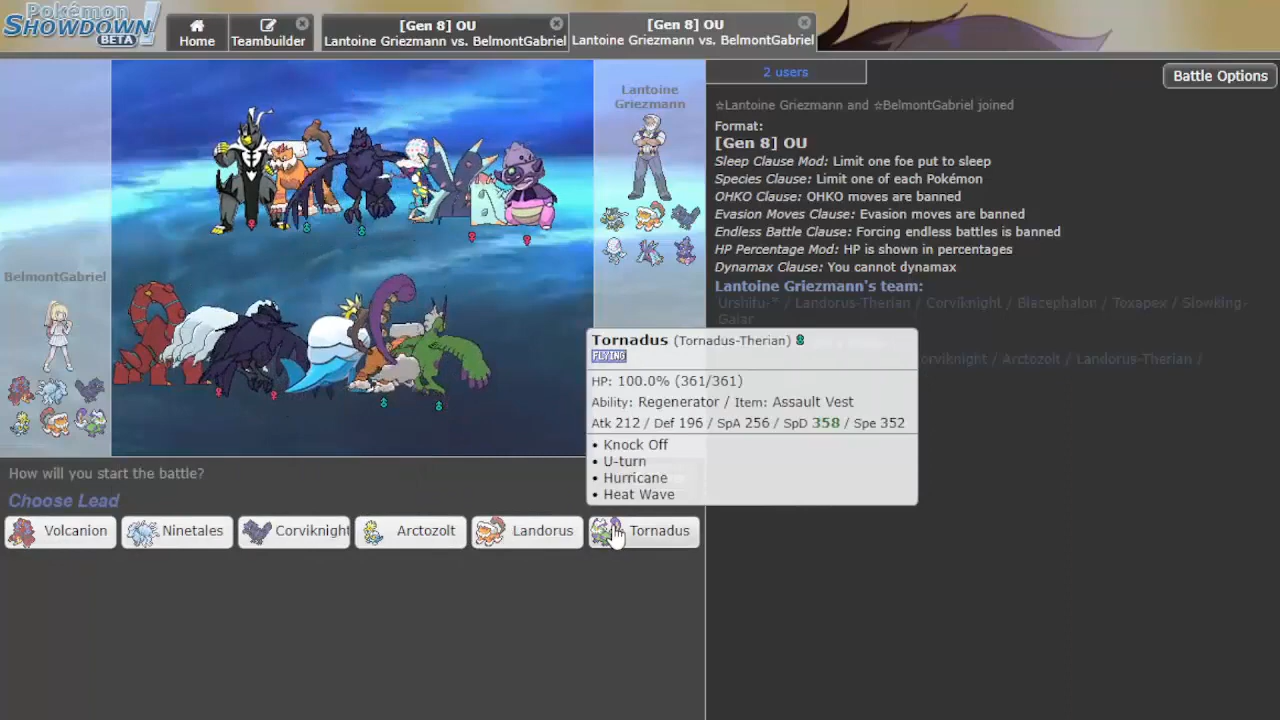 Pokémon
SHOWDOWN!
BETA
Home
Teambuilder
[Gen 8] OU
Lantoine Griezmann vs. BelmontGabriel
[Gen 8] OU
Lantoine Griezmann vs. BelmontGabriel
Lantoine
Griezmann
BelmontGabriel
2 users
Battle Options
☆Lantoine Griezmann and ☆BelmontGabriel joined
Format:
[Gen 8] OU
Sleep Clause Mod: Limit one foe put to sleep
Species Clause: Limit one of each Pokémon
OHKO Clause: OHKO moves are banned
Evasion Moves Clause: Evasion moves are banned
Endless Battle Clause: Forcing endless battles is banned
HP Percentage Mod: HP is shown in percentages
Dynamax Clause: You cannot dynamax
Lantoine Griezmann's team:
Urshifu-* / Landorus-Therian / Corviknight / Blacephalon / Toxapex / Slowking-
Galar
orviknight / Arctozolt / Landorus-Therian /
Tornadus (Tornadus-Therian)
FLYING
HP: 100.0% (361/361)
Ability: Regenerator / Item: Assault Vest
Atk 212 / Def 196 / SpA 256 / SpD 358 / Spe 352
• Knock Off
• U-turn
• Hurricane
• Heat Wave
How will you start the battle?
Choose Lead
Volcanion
Ninetales
Corviknight
Arctozolt
Landorus
Tornadus